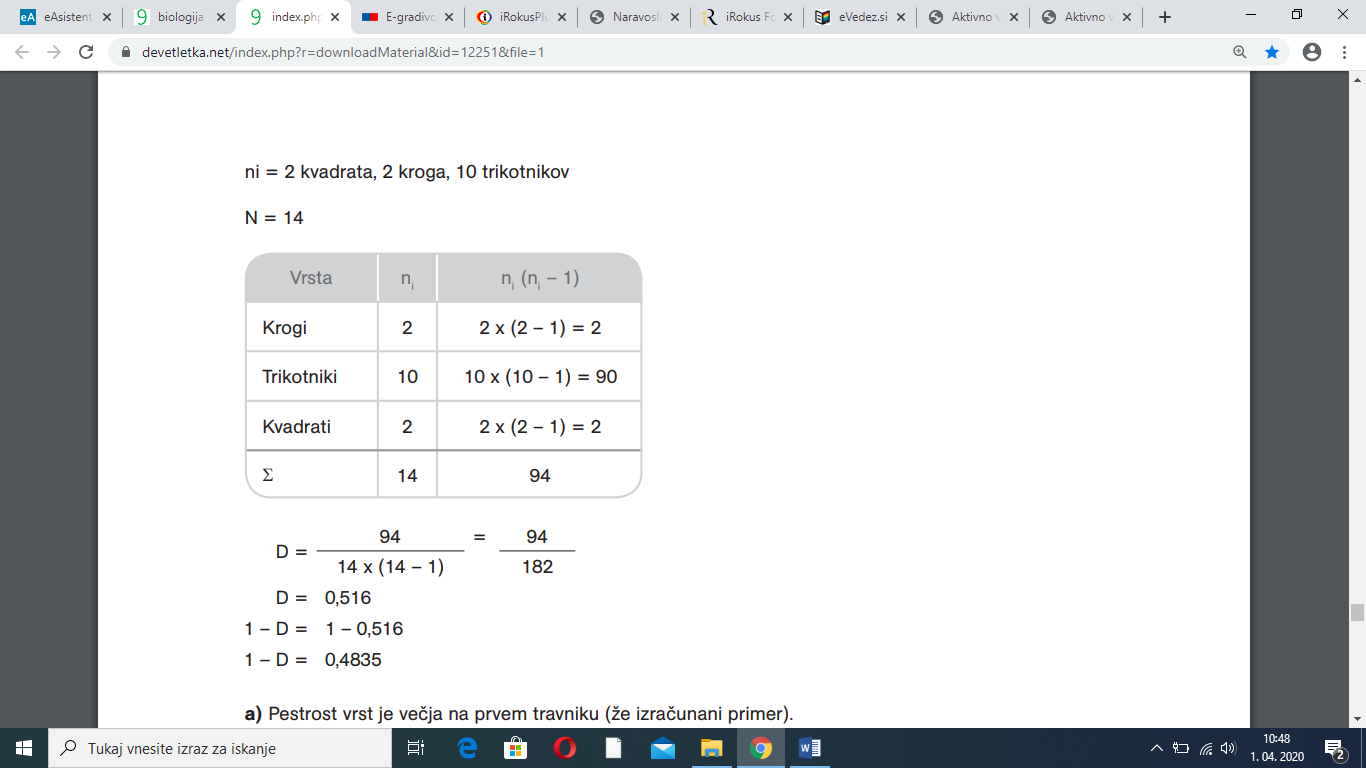 eAsistent
biologija
index.php
E-gradivo
iRokusPlu
Naravosl
iRokus Fo
eVedez.si
Aktivno v
Aktivno v
devetletka.net/index.php?r=downloadMaterial&id=12251&file=1
ni = 2 kvadrata, 2 kroga, 10 trikotnikov
N = 14
Vrsta nᵢ nᵢ (nᵢ – 1)
Krogi 2 2 x (2 – 1) = 2
Trikotniki 10 10 x (10 – 1) = 90
Kvadrati 2 2 x (2 – 1) = 2
Σ 14 94
94 = 94
D =
14 x (14 – 1) 182
D = 0,516
1 – D = 1 – 0,516
1 – D = 0,4835
a) Pestrost vrst je večja na prvem travniku (že izračunani primer).
Tukaj vnesite izraz za iskanje
10:48
1. 04. 2020
2